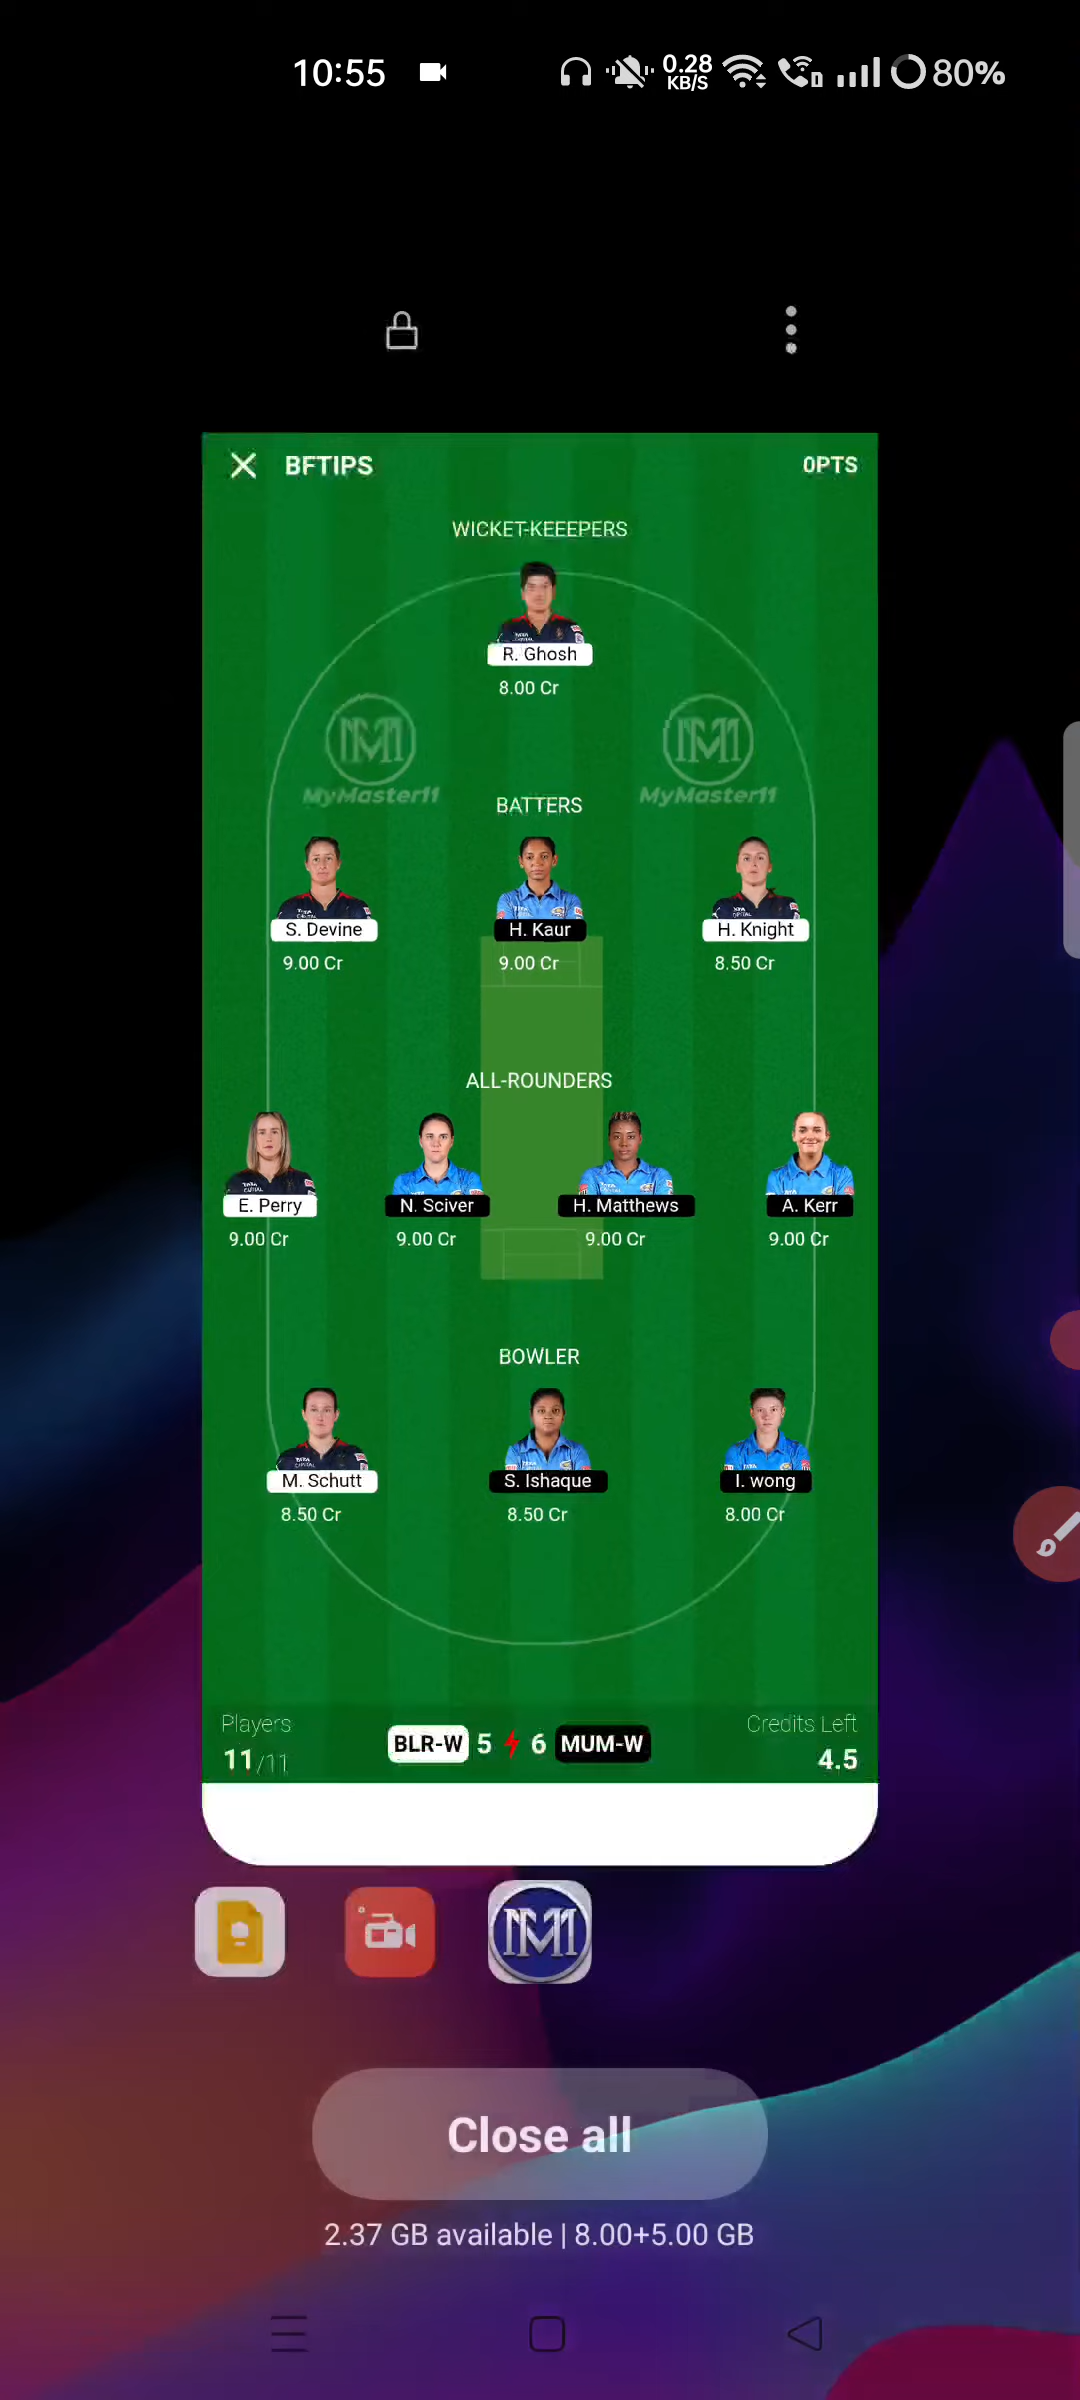 10:55 0.28 KB/S 80%
BFTIPS 0PTS
WICKET-KEEEPERS
R. Ghosh
8.00 Cr
MyMaster11 MyMaster11
BATTERS
S. Devine H. Kaur H. Knight
9.00 Cr 9.00 Cr 8.50 Cr
ALL-ROUNDERS
E. Perry N. Sciver H. Matthews A. Kerr
9.00 Cr 9.00 Cr 9.00 Cr 9.00 Cr
BOWLER
M. Schutt S. Ishaque I. wong
8.50 Cr 8.50 Cr 8.00 Cr
Players Credits Left
11/11 BLR-W 5 6 MUM-W 4.5
Close all
2.37 GB available | 8.00+5.00 GB